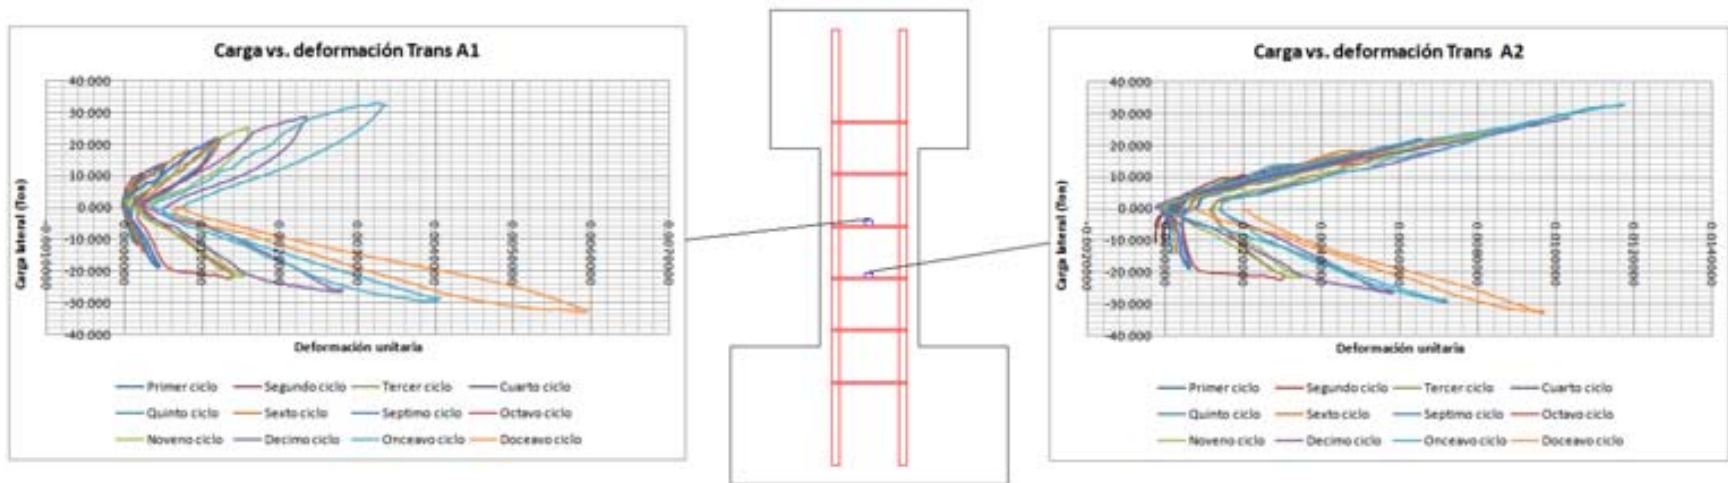 Carga vs. deformación Trans A1
40.000
30.000
20.000
10.000
0.000
-10.000
-20.000
-30.000
-40.000
Carga lateral (Ton)
Deformación unitaria
Primer ciclo Segundo ciclo Tercer ciclo Cuarto ciclo
Quinto ciclo Sexto ciclo Septimo ciclo Octavo ciclo
Noveno ciclo Decimo ciclo Onceavo ciclo Doceavo ciclo
Carga vs. deformación Trans A2
40.000
30.000
20.000
10.000
0.000
-10.000
-20.000
-30.000
-40.000
Carga lateral (Ton)
Deformación unitaria
Primer ciclo Segundo ciclo Tercer ciclo Cuarto ciclo
Quinto ciclo Sexto ciclo Septimo ciclo Octavo ciclo
Noveno ciclo Decimo ciclo Onceavo ciclo Doceavo ciclo